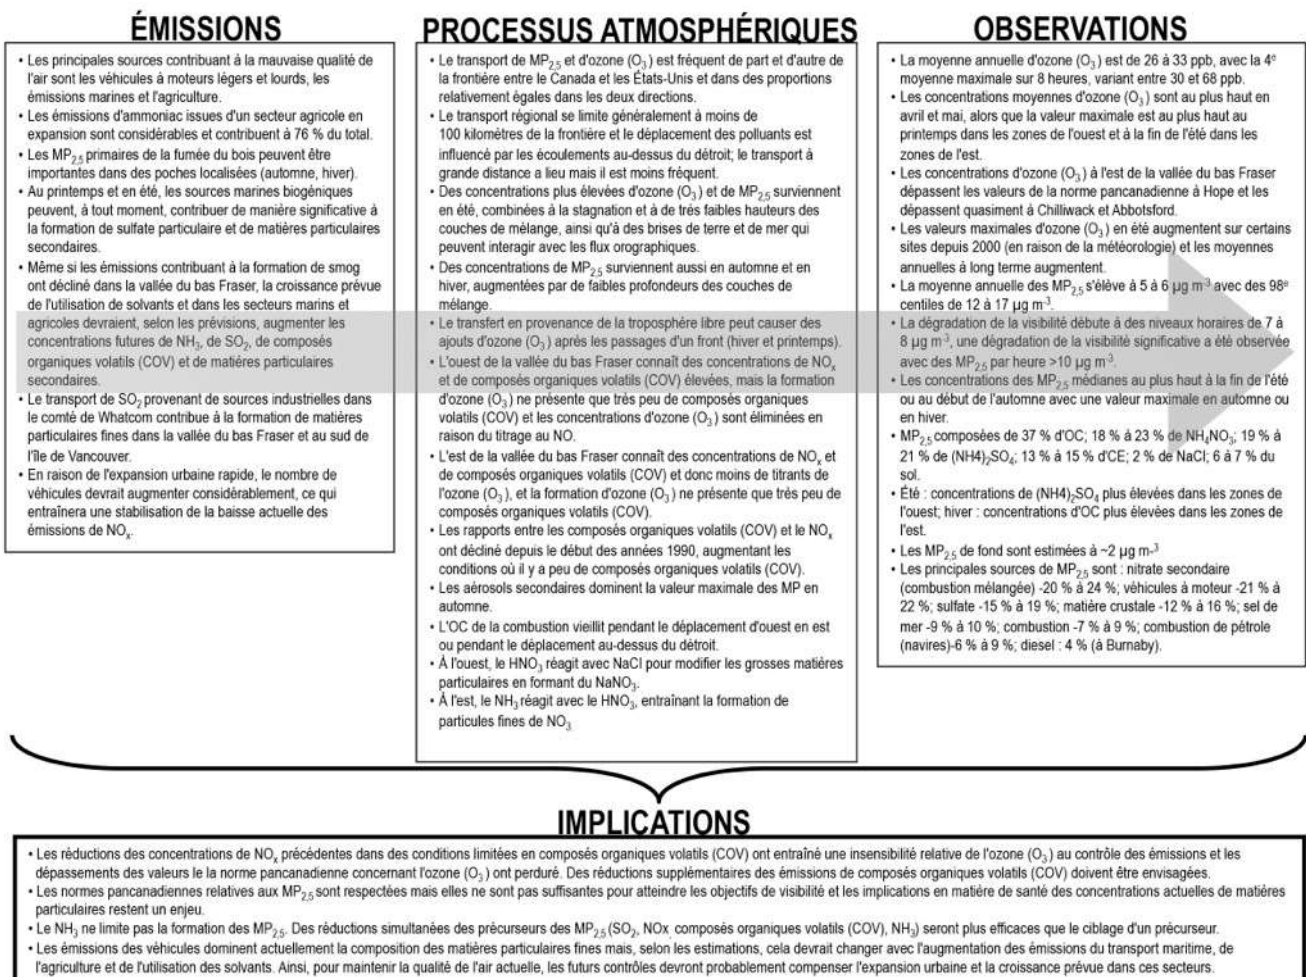 ÉMISSIONS
• Les principales sources contribuant à la mauvaise qualité de
l'air sont les véhicules à moteurs légers et lourds, les
émissions marines et l'agriculture.
• Les émissions d'ammoniac issues d'un secteur agricole en
expansion sont considérables et contribuent à 76 % du total.
• Les MP2,5 primaires de la fumée du bois peuvent être
importantes dans des poches localisées (automne, hiver).
• Au printemps et en été, les sources marines biogéniques
peuvent, à tout moment, contribuer de manière significative à
la formation de sulfate particulaire et de matières particulaires
secondaires.
• Même si les émissions contribuant à la formation de smog
ont décliné dans la vallée du bas Fraser, la croissance prévue
de l'utilisation de solvants et dans les secteurs marins et
agricoles devraient, selon les prévisions, augmenter les
concentrations futures de NH3, de SO2, de composés
organiques volatils (COV) et de matières particulaires
secondaires.
• Le transport de SO2 provenant de sources industrielles dans
le comté de Whatcom contribue à la formation de matières
particulaires fines dans la vallée du bas Fraser et au sud de
l'île de Vancouver.
• En raison de l'expansion urbaine rapide, le nombre de
véhicules devrait augmenter considérablement, ce qui
entraînera une stabilisation de la baisse actuelle des
émissions de NOx.
PROCESSUS ATMOSPHÉRIQUES
• Le transport de MP2,5 et d'ozone (O3) est fréquent de part et d'autre de
la frontière entre le Canada et les États-Unis et dans des proportions
relativement égales dans les deux directions.
• Le transport régional se limite généralement à moins de
100 kilomètres de la frontière et le déplacement des polluants est
influencé par les écoulements au-dessus du détroit; le transport à
grande distance a lieu mais il est moins fréquent.
• Des concentrations plus élevées d'ozone (O3) et de MP2,5 surviennent
en été, combinées à la stagnation et à de très faibles hauteurs des
couches de mélange, ainsi qu'à des brises de terre et de mer qui
peuvent interagir avec les flux orographiques.
• Des concentrations de MP2,5 surviennent aussi en automne et en
hiver, augmentées par de faibles profondeurs des couches de
mélange.
• Le transfert en provenance de la troposphère libre peut causer des
ajouts d'ozone (O3) après les passages d'un front (hiver et printemps).
• L'ouest de la vallée du bas Fraser connaît des concentrations de NOx
et de composés organiques volatils (COV) élevées, mais la formation
d'ozone (O3) ne présente que très peu de composés organiques
volatils (COV) et les concentrations d'ozone (O3) sont éliminées en
raison du titrage au NO.
• L'est de la vallée du bas Fraser connaît des concentrations de NOx et
de composés organiques volatils (COV) et donc moins de titrants de
l'ozone (O3), et la formation d'ozone (O3) ne présente que très peu de
composés organiques volatils (COV).
• Les rapports entre les composés organiques volatils (COV) et le NOx
ont décliné depuis le début des années 1990, augmentant les
conditions où il y a peu de composés organiques volatils (COV).
• Les aérosols secondaires dominent la valeur maximale des MP en
automne.
• L'OC de la combustion vieillit pendant le déplacement d'ouest en est
ou pendant le déplacement au-dessus du détroit.
• À l'ouest, le HNO3 réagit avec NaCl pour modifier les grosses matières
particulaires en formant du NaNO3.
• À l'est, le NH3 réagit avec le HNO3, entraînant la formation de
particules fines de NO3.
OBSERVATIONS
• La moyenne annuelle d'ozone (O3) est de 26 à 33 ppb, avec la 4e
moyenne maximale sur 8 heures, variant entre 30 et 68 ppb.
• Les concentrations moyennes d'ozone (O3) sont au plus haut en
avril et mai, alors que la valeur maximale est au plus haut au
printemps dans les zones de l'ouest et à la fin de l'été dans les
zones de l'est.
• Les concentrations d'ozone (O3) à l'est de la vallée du bas Fraser
dépassent les valeurs de la norme pancanadienne à Hope et les
dépassent quasiment à Chilliwack et Abbotsford.
• Les valeurs maximales d'ozone (O3) en été augmentent sur certains
sites depuis 2000 (en raison de la météorologie) et les moyennes
annuelles à long terme augmentent.
• La moyenne annuelle des MP2,5 s'élève à 5 à 6 µg m-3 avec des 98e
centiles de 12 à 17 µg m-3.
• La dégradation de la visibilité débute à des niveaux horaires de 7 à
8 µg m-3, une dégradation de la visibilité significative a été observée
avec des MP2,5 par heure >10 µg m-3.
• Les concentrations des MP2,5 médianes au plus haut à la fin de l'été
ou au début de l'automne avec une valeur maximale en automne ou
en hiver.
• MP2,5 composées de 37 % d'OC; 18 % à 23 % de NH4NO3; 19 % à
21 % de (NH4)2SO4; 13 % à 15 % d'CE; 2 % de NaCl; 6 à 7 % du
sol.
• Été : concentrations de (NH4)2SO4 plus élevées dans les zones de
l'ouest; hiver : concentrations d'OC plus élevées dans les zones de
l'est.
• Les MP2,5 de fond sont estimées à ~2 µg m-3
• Les principales sources de MP2,5 sont : nitrate secondaire
(combustion mélangée) -20 % à 24 %; véhicules à moteur -21 % à
22 %; sulfate -15 % à 19 %; matière crustale -12 % à 16 %; sel de
mer -9 % à 10 %; combustion -7 % à 9 %; combustion de pétrole
(navires)-6 % à 9 %; diesel : 4 % (à Burnaby).
IMPLICATIONS
• Les réductions des concentrations de NOx précédentes dans des conditions limitées en composés organiques volatils (COV) ont entraîné une insensibilité relative de l'ozone (O3) au contrôle des émissions et les
dépassements des valeurs le la norme pancanadienne concernant l'ozone (O3) ont perduré. Des réductions supplémentaires des émissions de composés organiques volatils (COV) doivent être envisagées.
• Les normes pancanadiennes relatives aux MP2,5 sont respectées mais elles ne sont pas suffisantes pour atteindre les objectifs de visibilité et les implications en matière de santé des concentrations actuelles de matières
particulaires restent un enjeu.
• Le NH3 ne limite pas la formation des MP2,5. Des réductions simultanées des précurseurs des MP2,5 (SO2, NOx, composés organiques volatils (COV), NH3) seront plus efficaces que le ciblage d'un précurseur.
• Les émissions des véhicules dominent actuellement la composition des matières particulaires fines mais, selon les estimations, cela devrait changer avec l'augmentation des émissions du transport maritime, de
l'agriculture et de l'utilisation des solvants. Ainsi, pour maintenir la qualité de l'air actuelle, les futurs contrôles devront probablement compenser l'expansion urbaine et la croissance prévue dans ces secteurs.